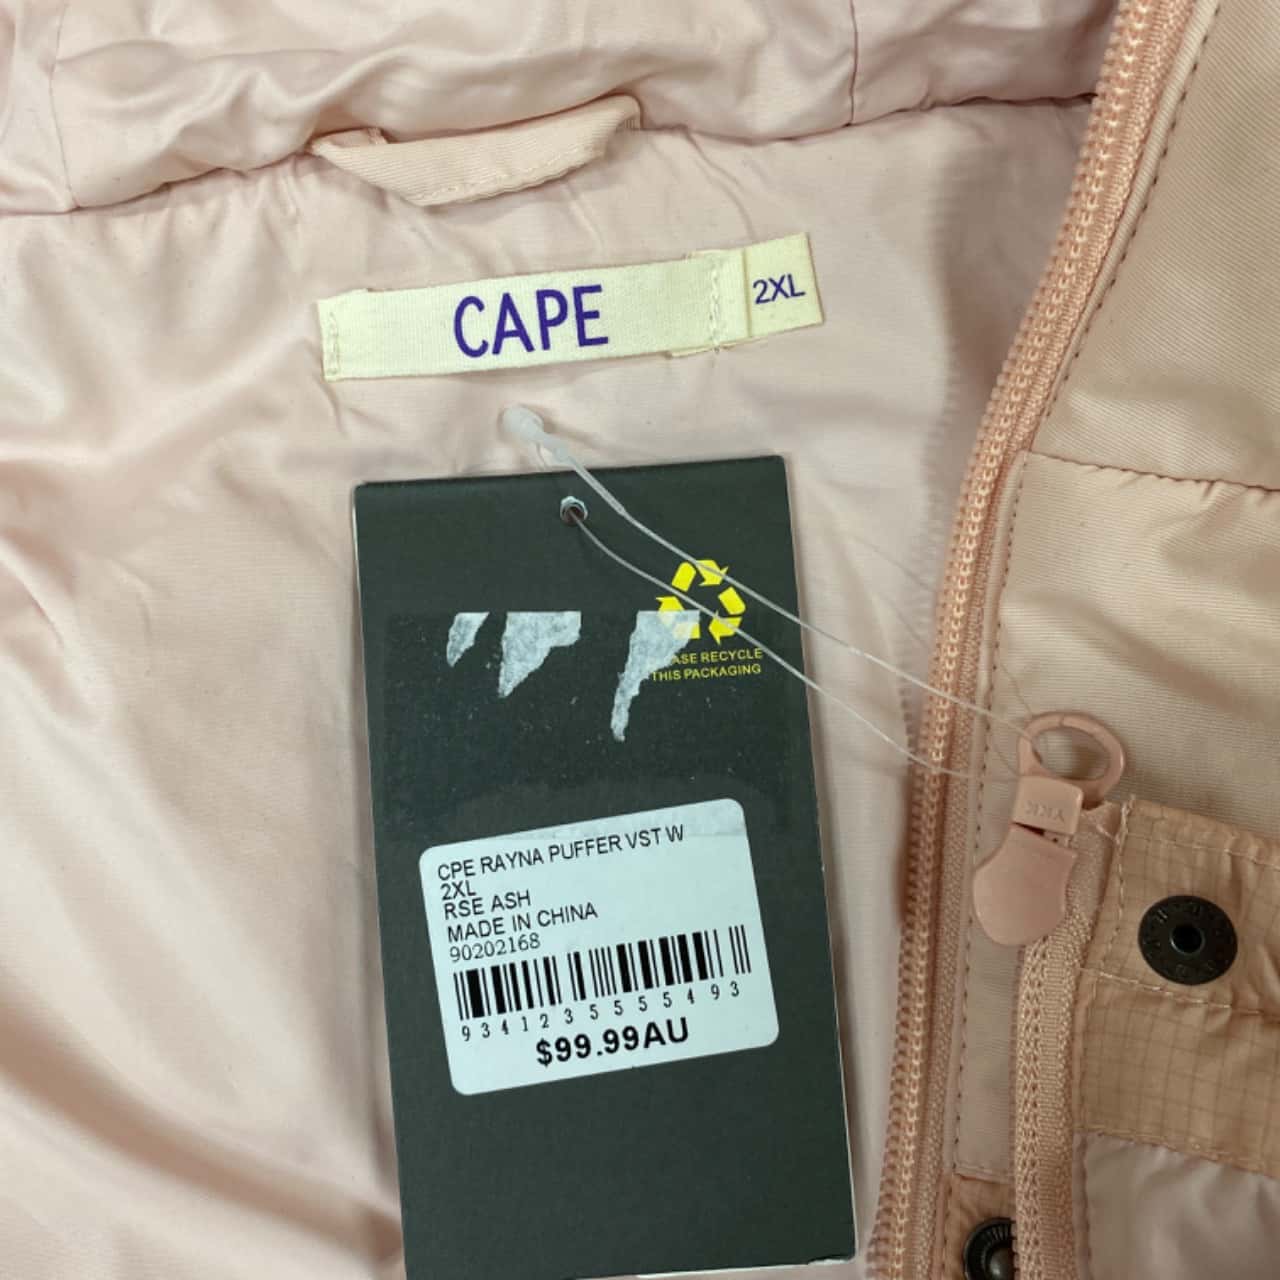 CAPE
2XL
ASE RECYCLE
THIS PACKAGING
CPE RAYNA PUFFER VST W
2XL
RSE ASH
MADE IN CHINA
90202168
9341235555493
$99.99AU
YKK